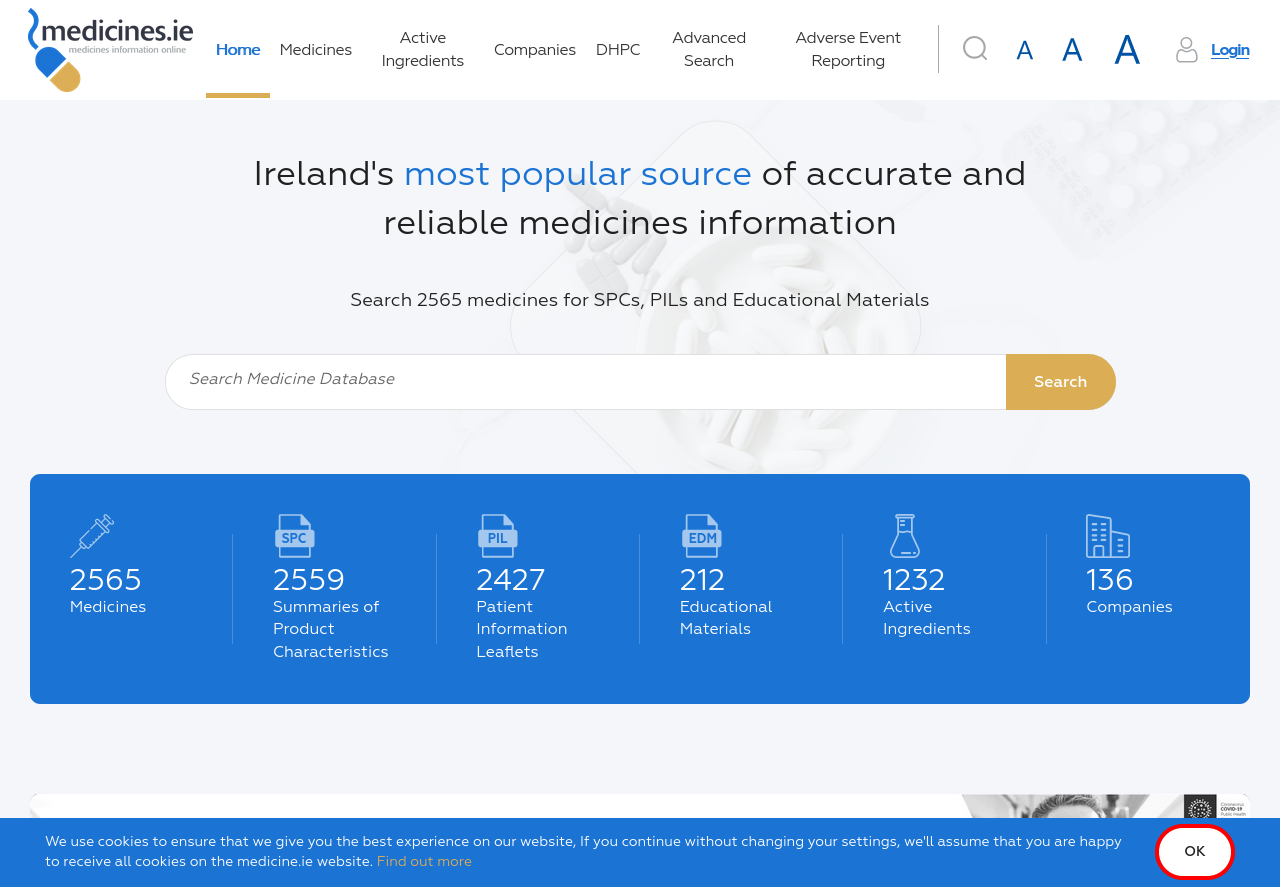 medicines.ie
medicines information online
Home
Medicines
Active
Ingredients
Companies
DHPC
Advanced
Search
Adverse Event
Reporting
A
A
A
Login
Ireland's most popular source of accurate and
reliable medicines information
Search 2565 medicines for SPCs, PILs and Educational Materials
Search Medicine Database
Search
SPC
PIL
EDM
2565
Medicines
2559
Summaries of
Product
Characteristics
2427
Patient
Information
Leaflets
212
Educational
Materials
1232
Active
Ingredients
136
Companies
Coronavirus
COVID-19
Public Health
We use cookies to ensure that we give you the best experience on our website, If you continue without changing your settings, we'll assume that you are happy
to receive all cookies on the medicine.ie website. Find out more
OK